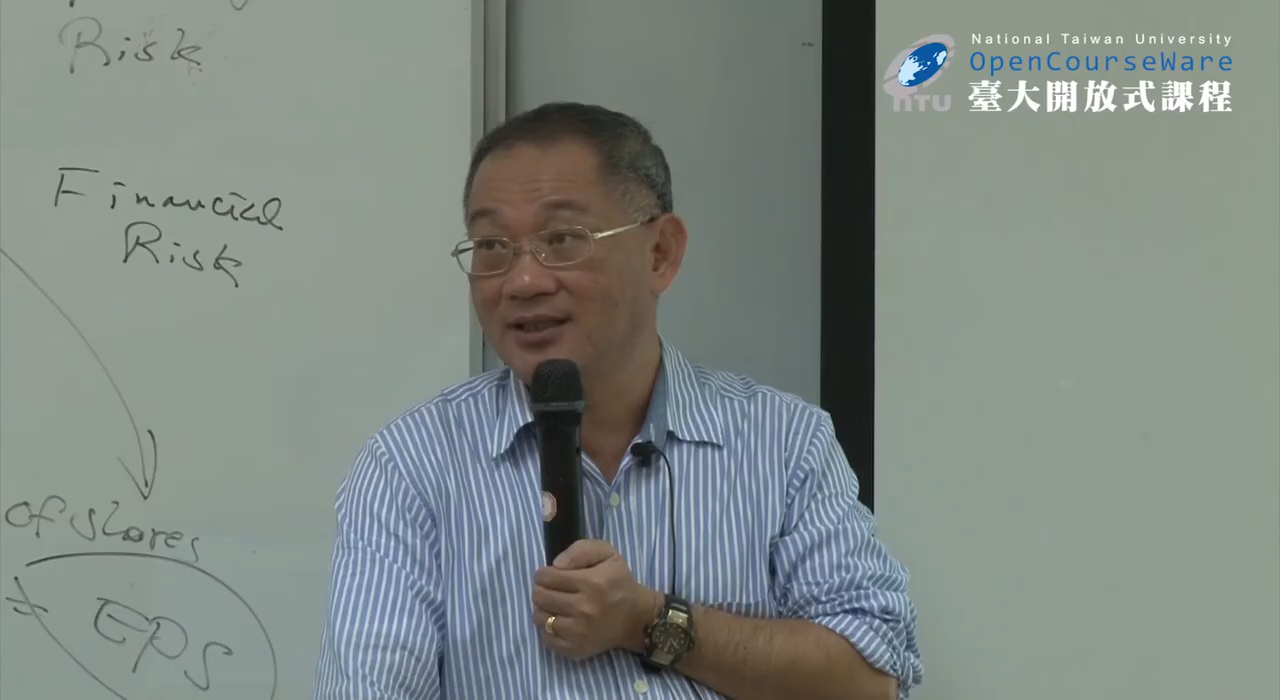 Risk
Financial
Risk
of shares
EPS
National Taiwan University
OpenCourseWare
NTU
臺大開放式課程